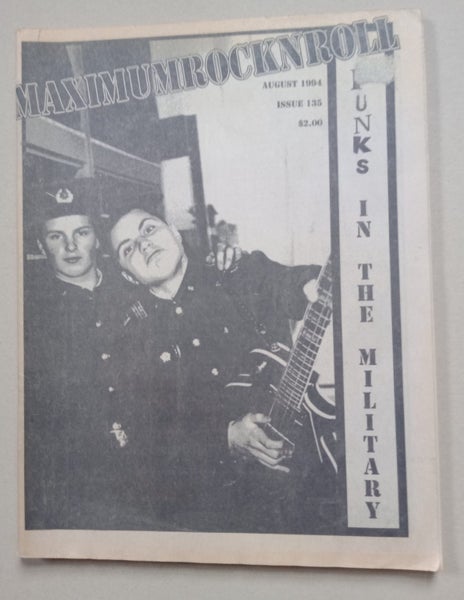 MAXIMUMROCKNROLL
AUGUST 1994
ISSUE 135
$2.00
PUNKS IN THE MILITARY